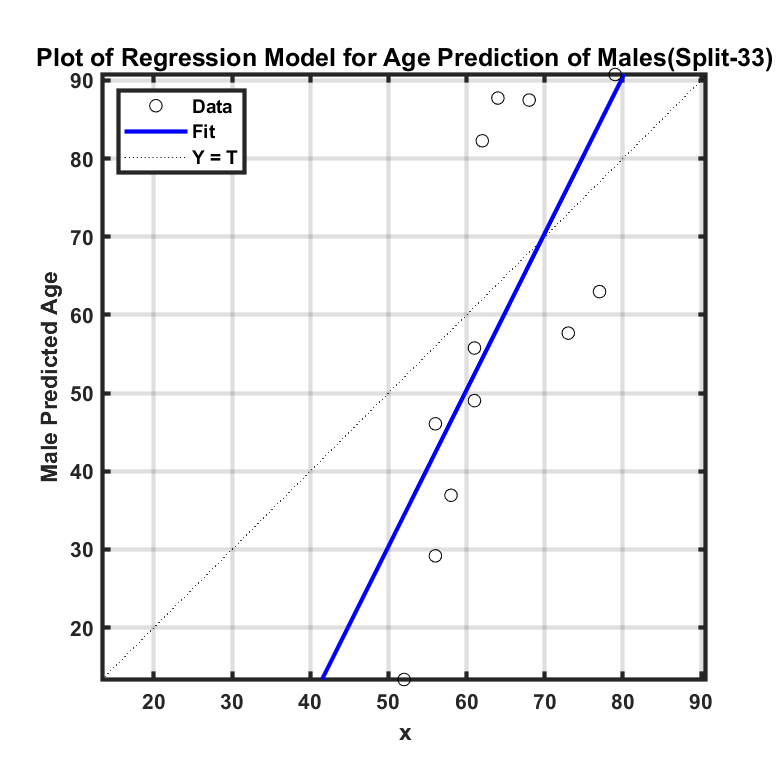 Plot of Regression Model for Age Prediction of Males(Split-33)
Data
Fit
Y = T
90
80
70
60
50
40
30
20
Male Predicted Age
20 30 40 50 60 70 80 90
x